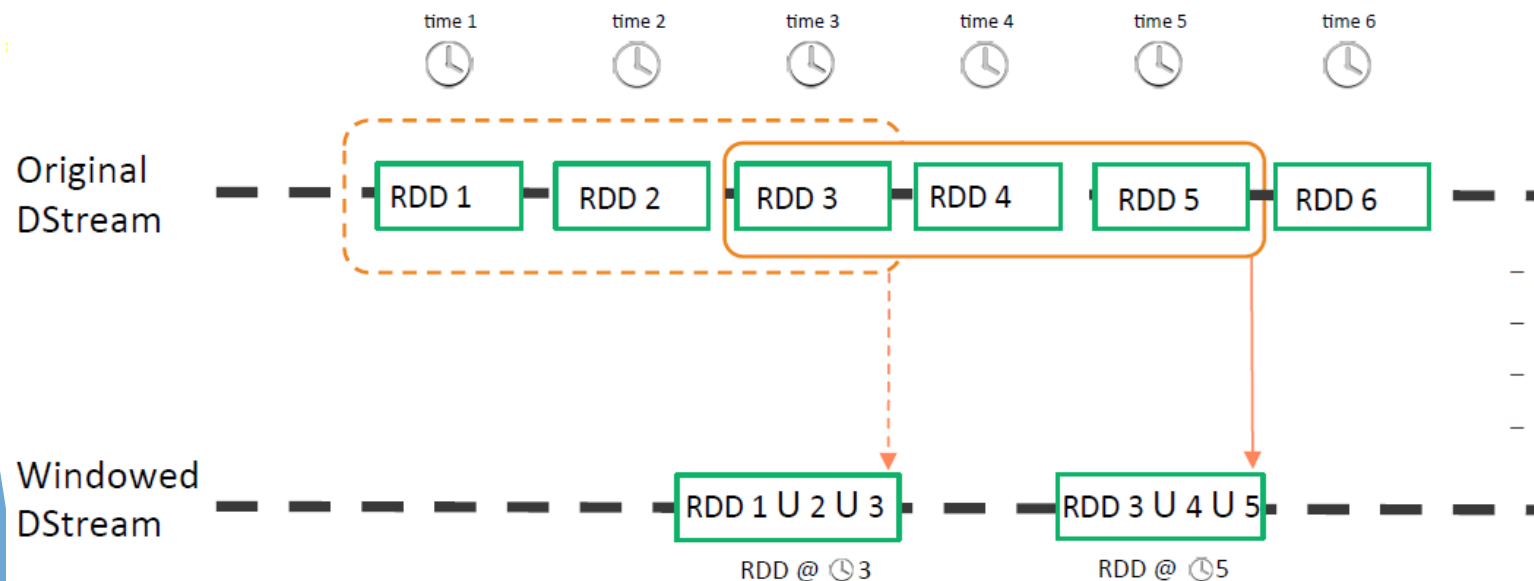 time 1 time 2 time 3 time 4 time 5 time 6
Original
DStream
RDD 1 RDD 2 RDD 3 RDD 4 RDD 5 RDD 6
Windowed
DStream
RDD 1 U 2 U 3 RDD 3 U 4 U 5
RDD @ 3 RDD @ 5